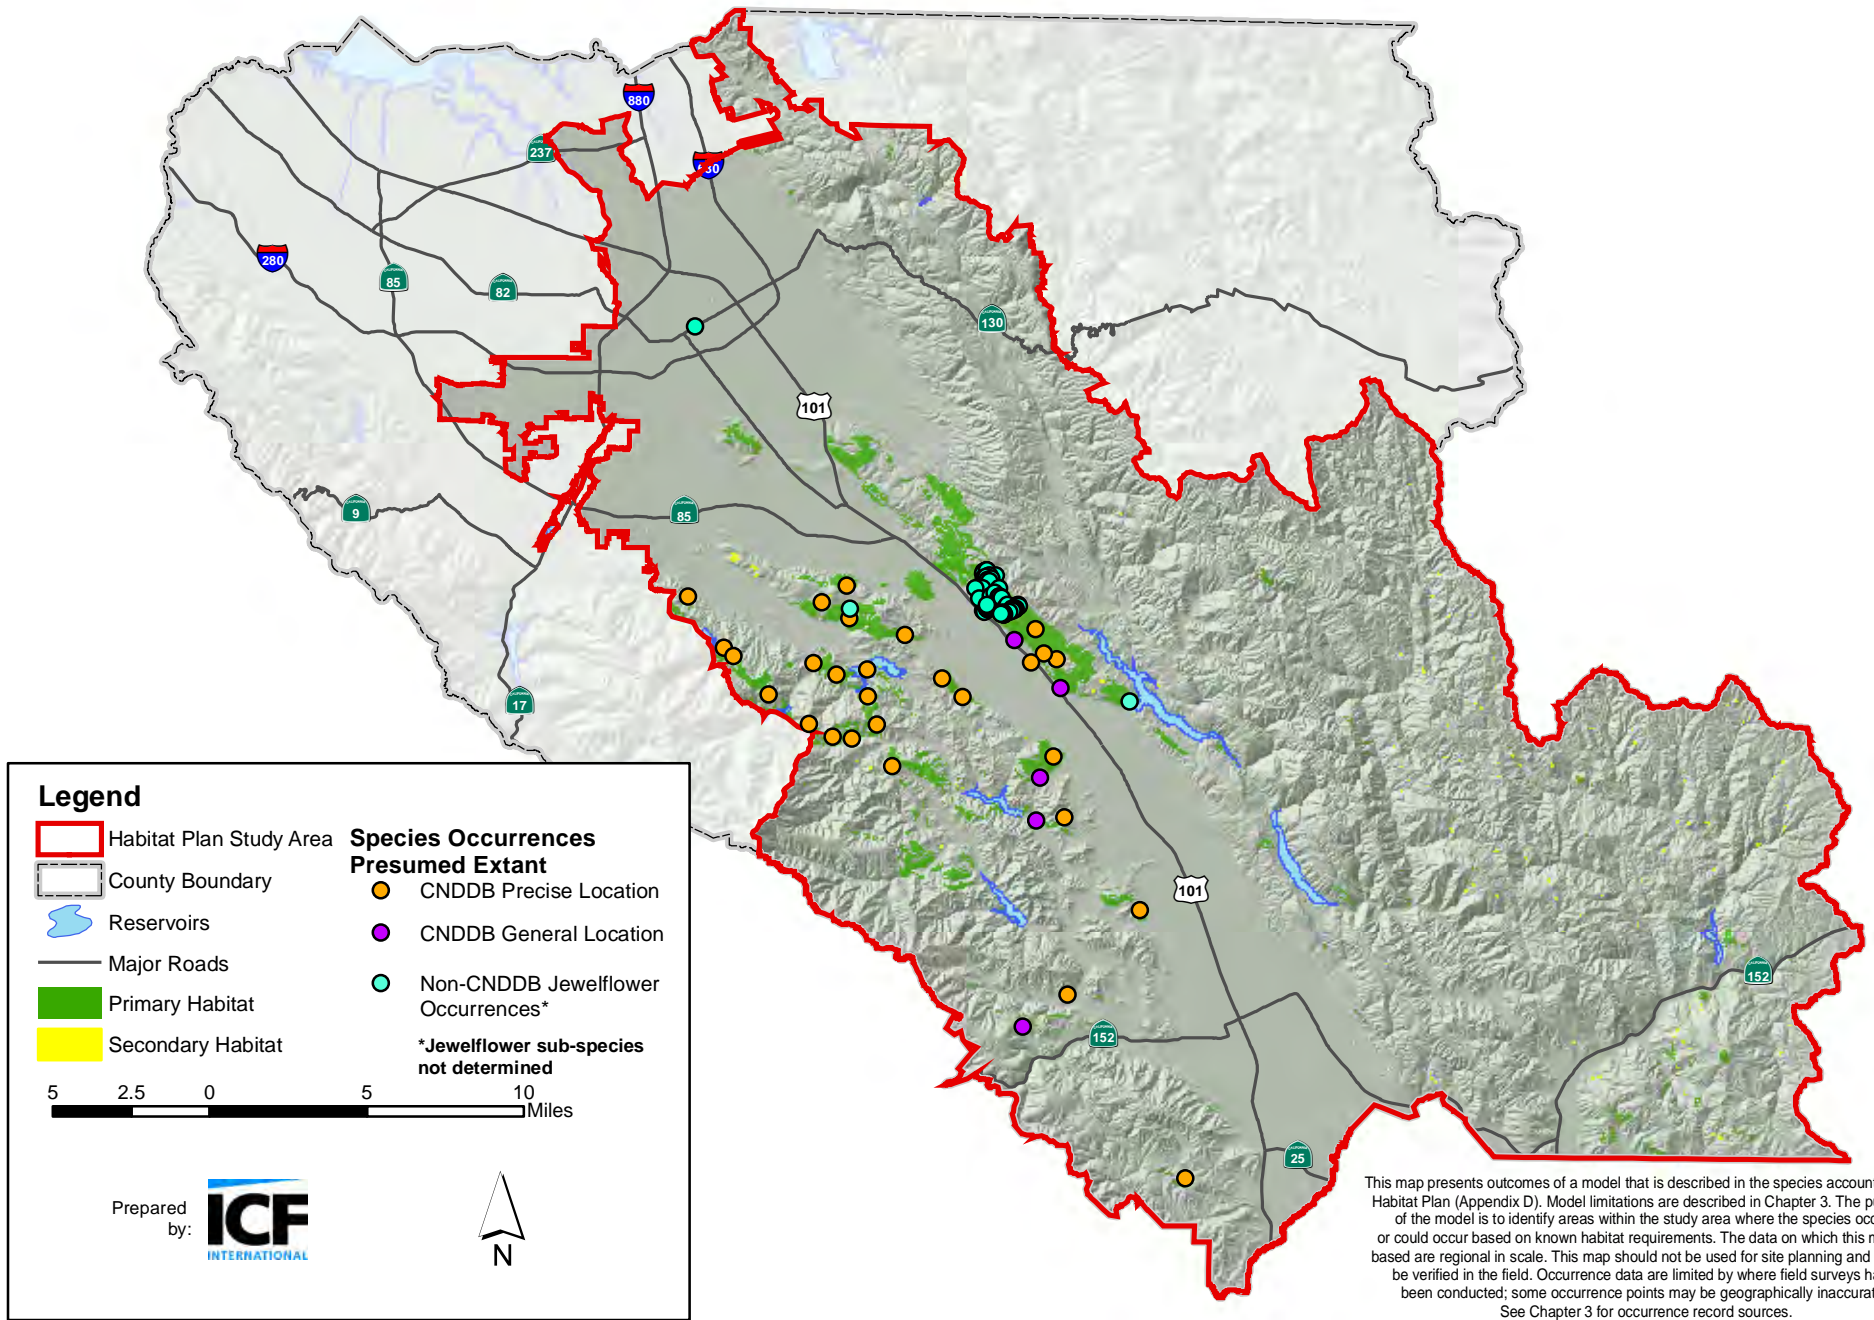 880
237
680
280
85
82
130
101
9
85
17
101
152
152
25
Legend
Habitat Plan Study Area
County Boundary
Reservoirs
Major Roads
Primary Habitat
Secondary Habitat
Species Occurrences
Presumed Extant
CNDDB Precise Location
CNDDB General Location
Non-CNDDB Jewelflower
Occurrences*
*Jewelflower sub-species
not determined
5 2.5 0 5 10
Miles
Prepared
by:
ICF
INTERNATIONAL
N
This map presents outcomes of a model that is described in the species account
Habitat Plan (Appendix D). Model limitations are described in Chapter 3. The
of the model is to identify areas within the study area where the species
or could occur based on known habitat requirements. The data on which this
based are regional in scale. This map should not be used for site planning and
be verified in the field. Occurrence data are limited by where field surveys
been conducted; some occurrence points may be geographically
See Chapter 3 for occurrence record sources.